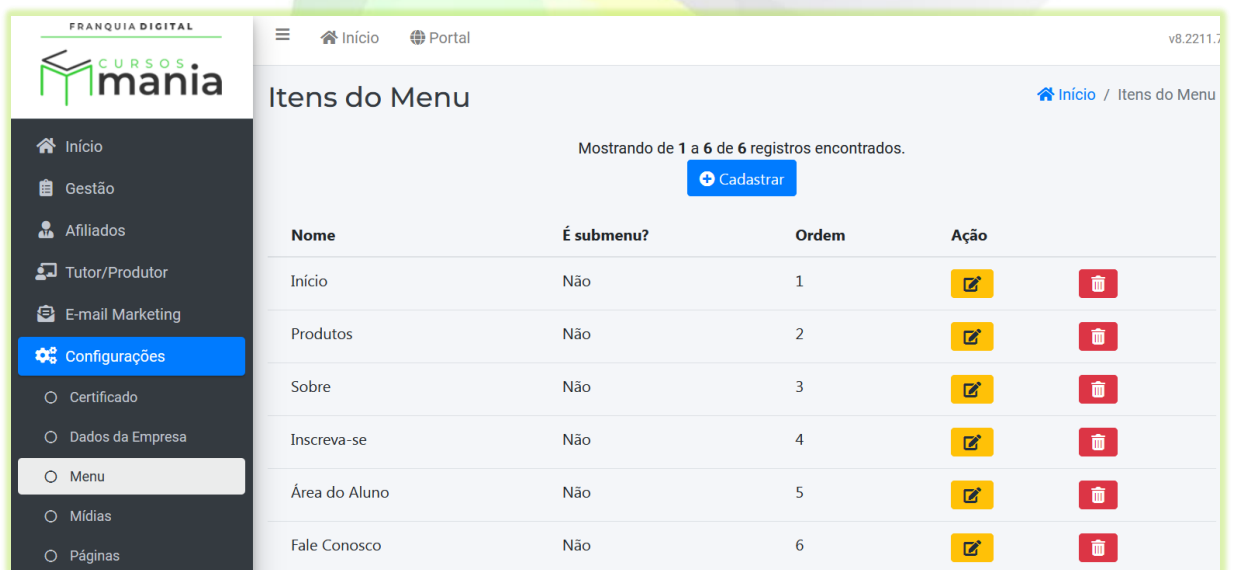 FRANQUIA DIGITAL
CURSOS
mania
Início
Gestão
Afiliados
Tutor/Produtor
E-mail Marketing
Configurações
Certificado
Dados da Empresa
Menu
Mídias
Páginas
Início Portal v8.2211.7
Itens do Menu Início / Itens do Menu
Mostrando de 1 a 6 de 6 registros encontrados.
Cadastrar
Nome É submenu? Ordem Ação
Início Não 1
Produtos Não 2
Sobre Não 3
Inscreva-se Não 4
Área do Aluno Não 5
Fale Conosco Não 6